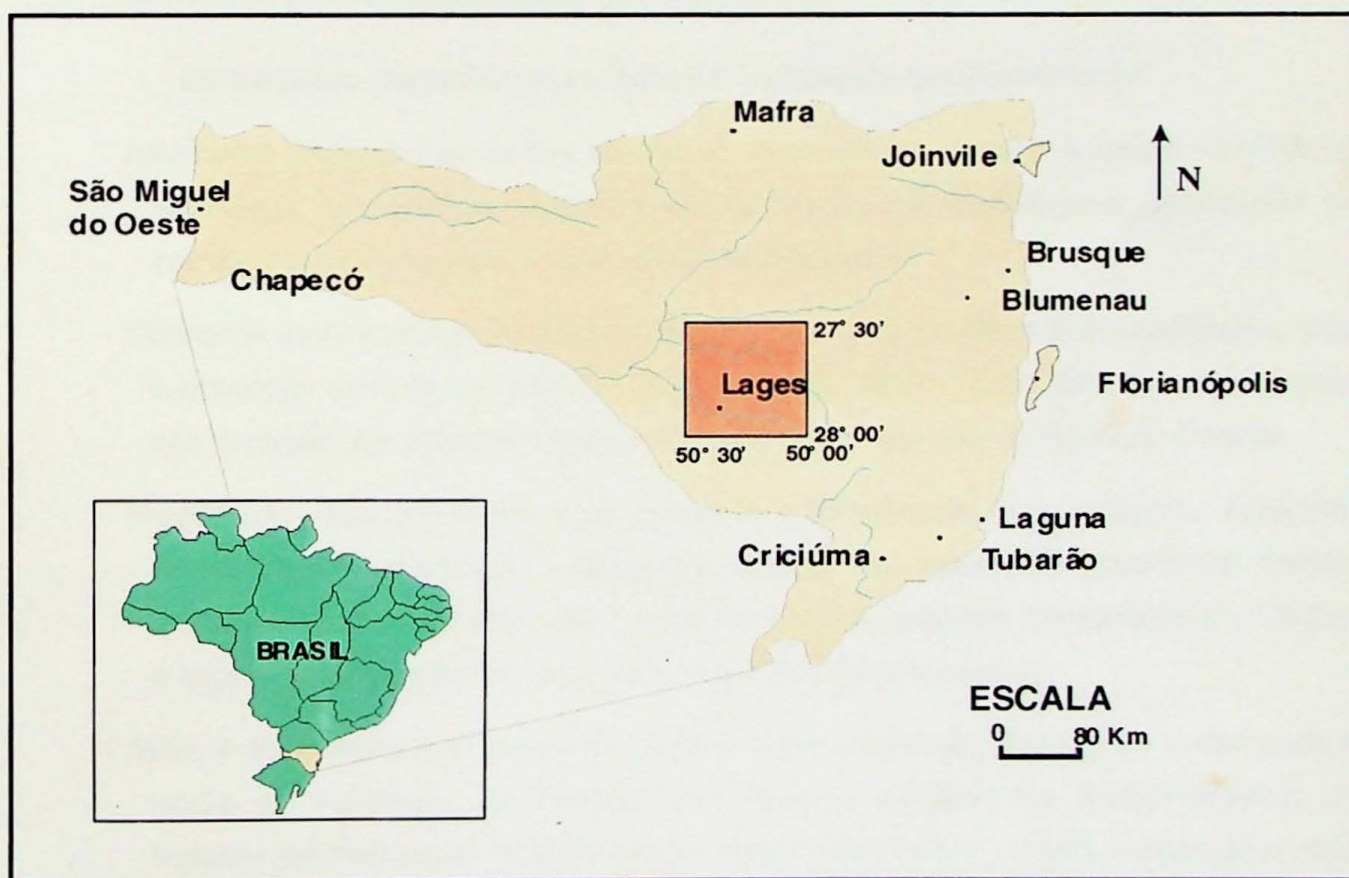 Mafra
Joinvile
N
São Miguel
do Oeste
Chapecó
Brusque
Blumenau
27° 30'
Lages
Florianópolis
28° 00'
50° 30'
50° 00'
Laguna
Criciúma
Tubarão
BRASIL
ESCALA
0
80 Km